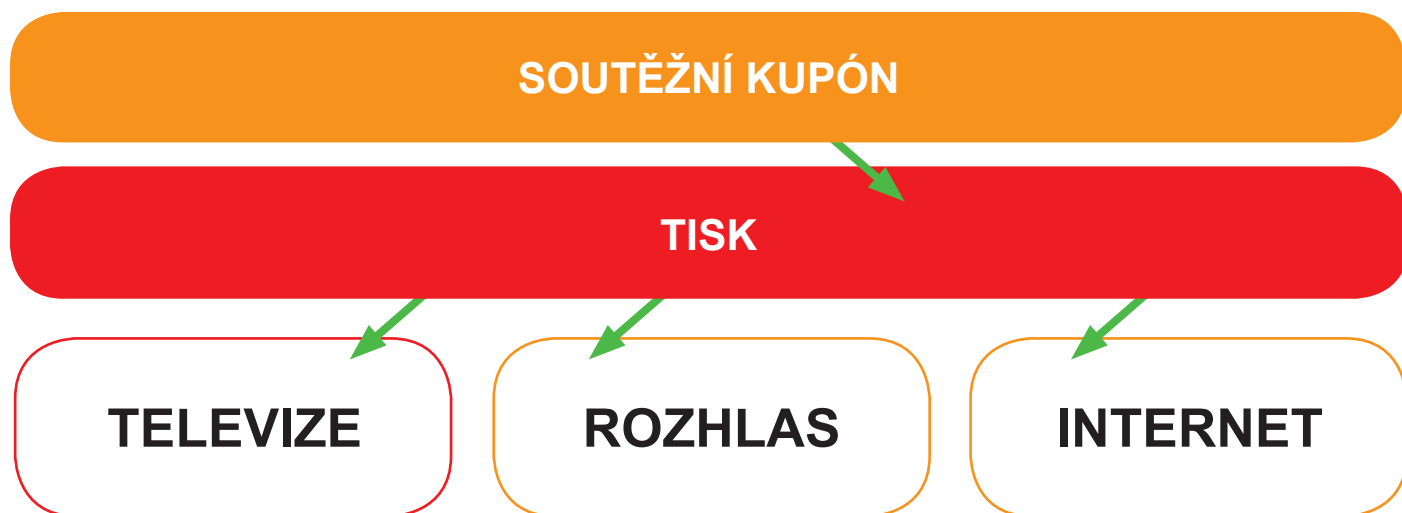 SOUTĚŽNÍ KUPÓN
TISK
TELEVIZE
ROZHLAS
INTERNET